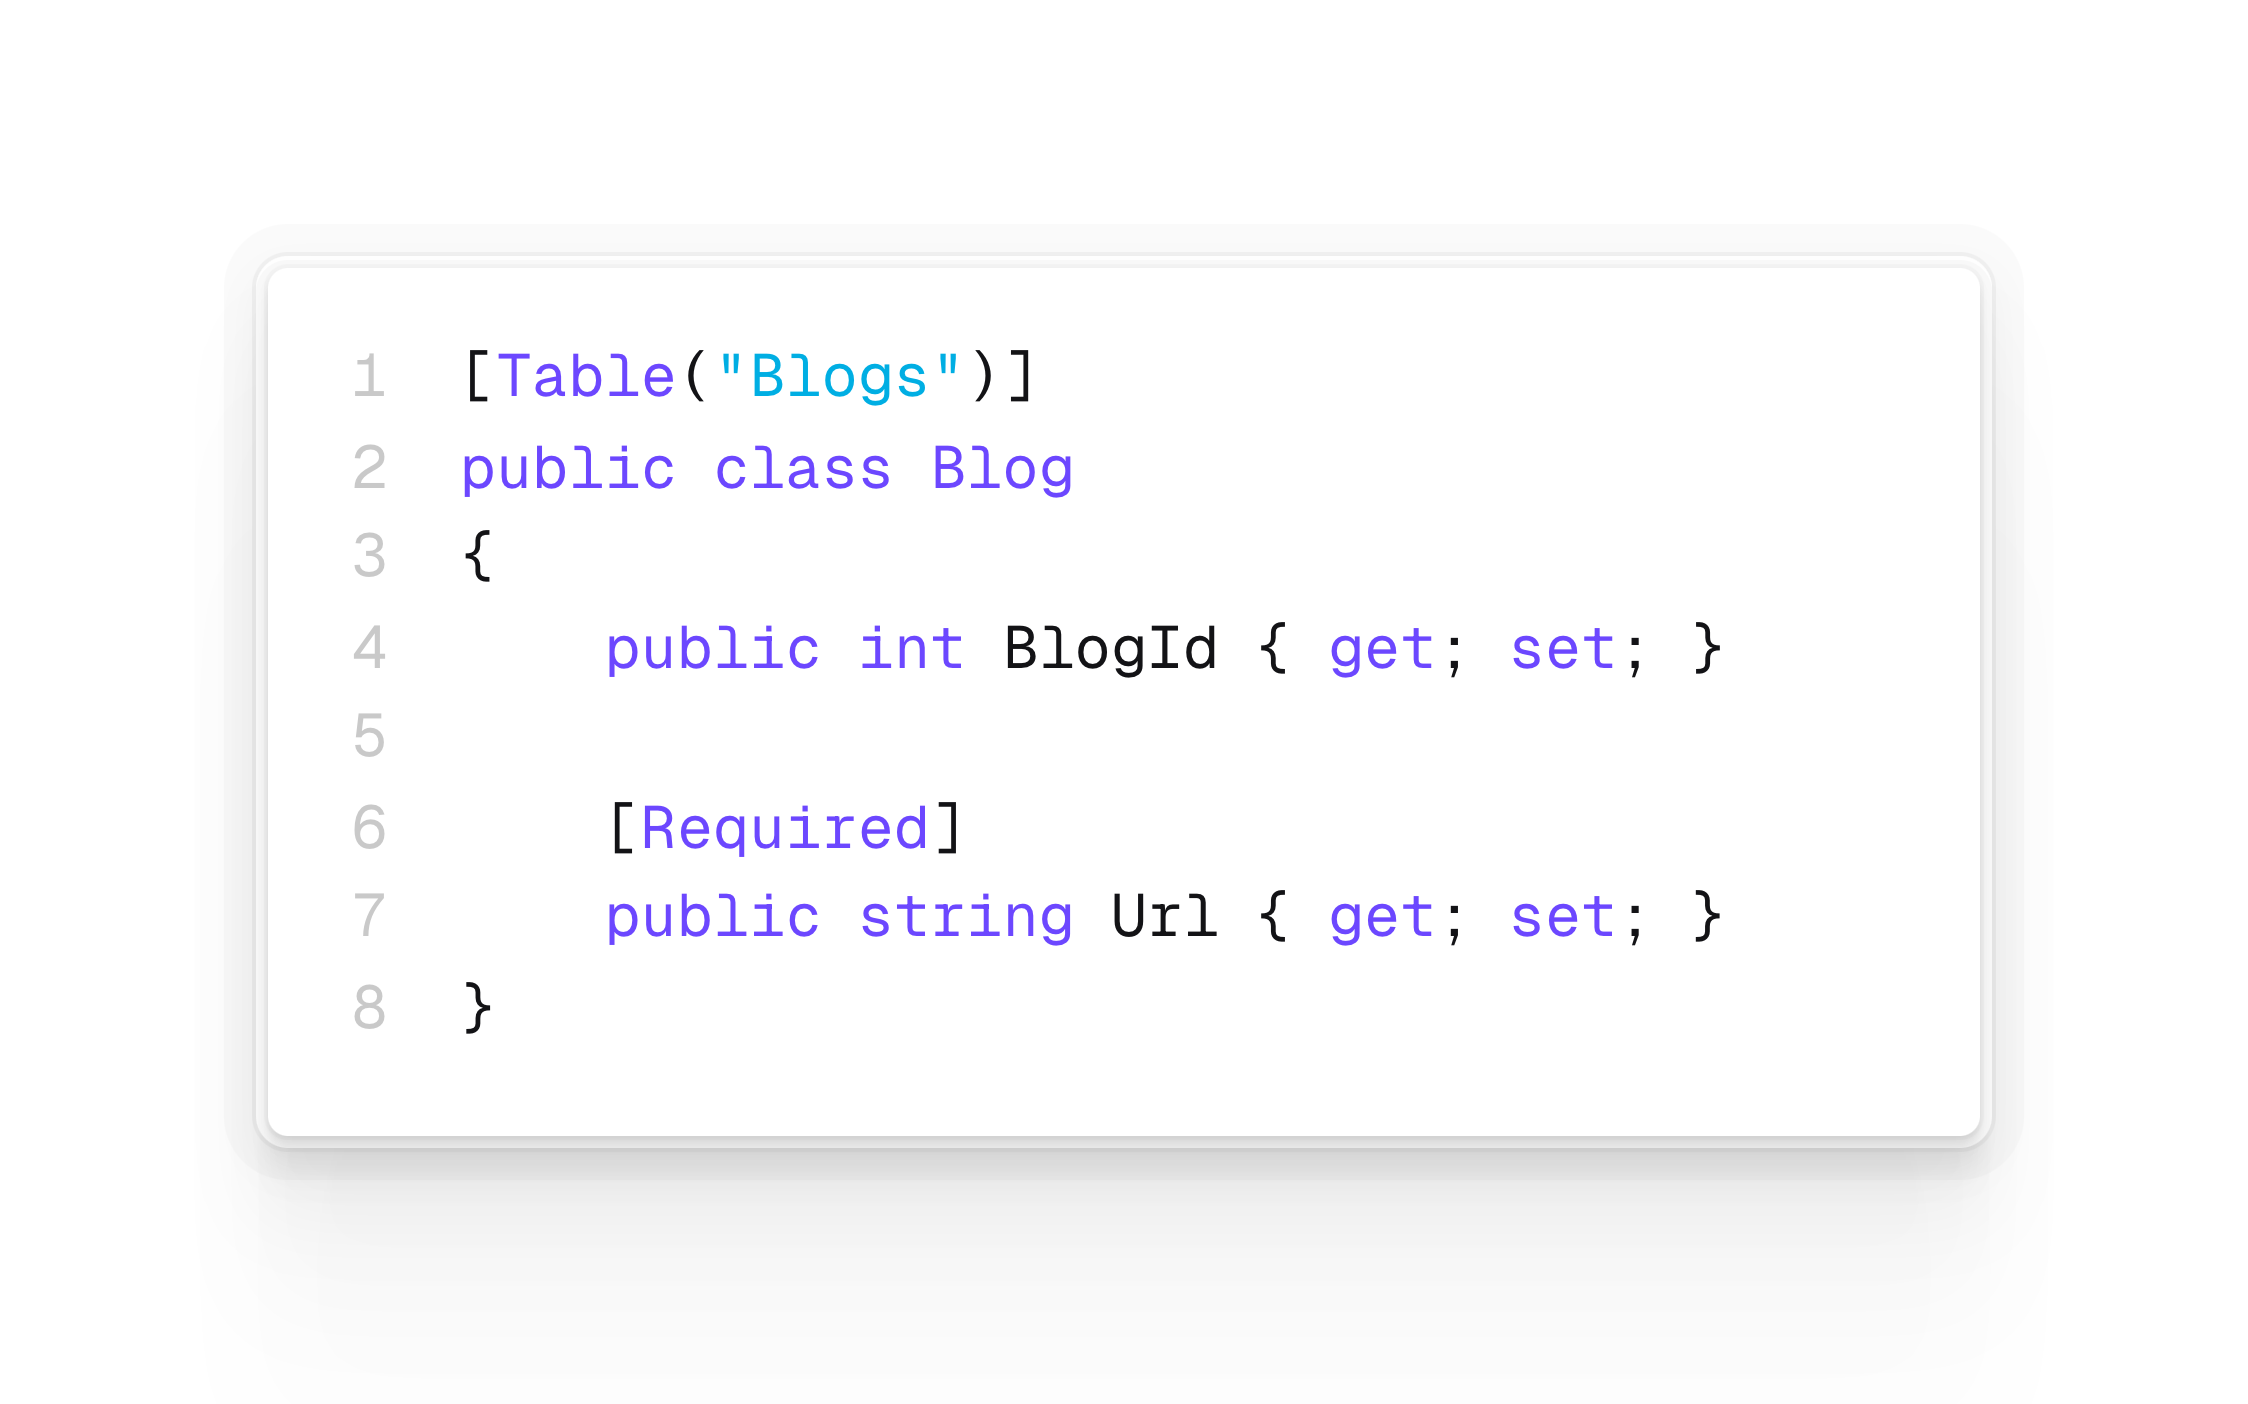 1 [Table("Blogs")]
2 public class Blog
3 {
4     public int BlogId { get; set; }
5
6     [Required]
7     public string Url { get; set; }
8 }